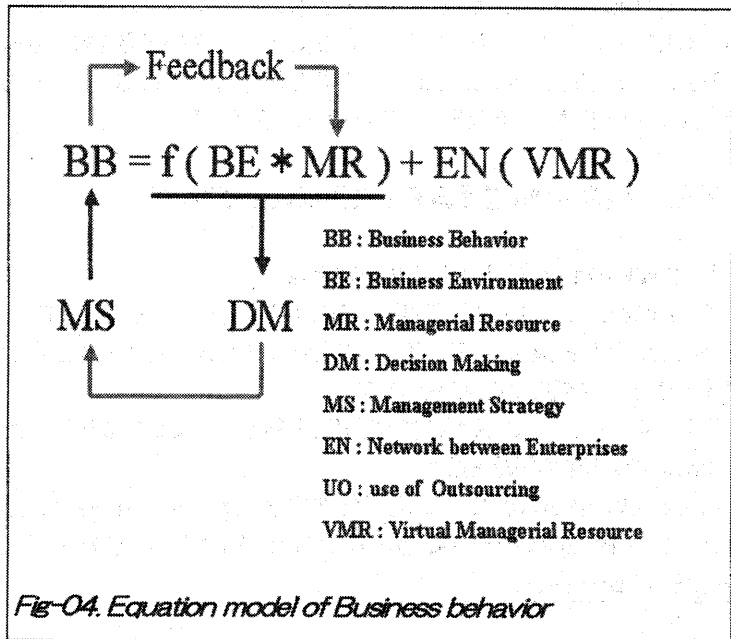 Feedback
BB = f ( BE * MR ) + EN ( VMR )
MS DM
BB : Business Behavior
BE : Business Environment
MR : Managerial Resource
DM : Decision Making
MS : Management Strategy
EN : Network between Enterprises
UO : use of Outsourcing
VMR : Virtual Managerial Resource
Fig-04. Equation model of Business behavior